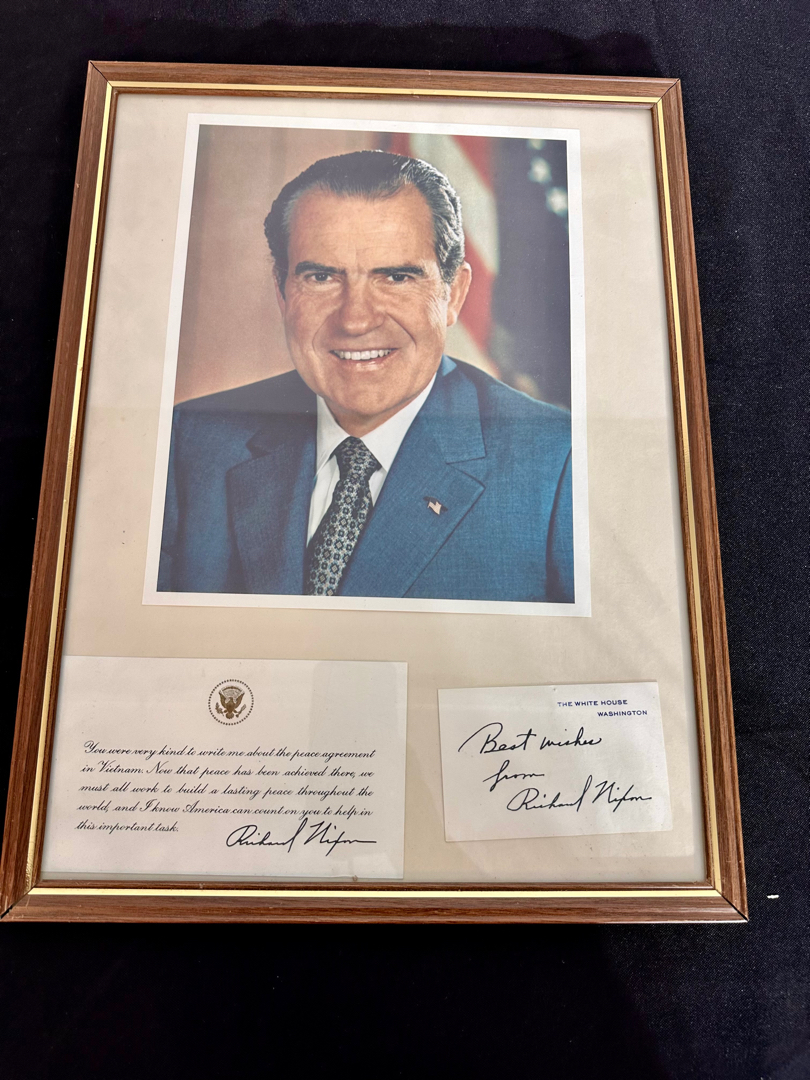 You were very kind to write me about the peace agreement
in Vietnam. Now that peace has been achieved there, we
must all work to build a lasting peace throughout the
world, and I know America can count on you to help in
this important task.
Richard Nixon
THE WHITE HOUSE
WASHINGTON
Best wishes
from
Richard Nixon